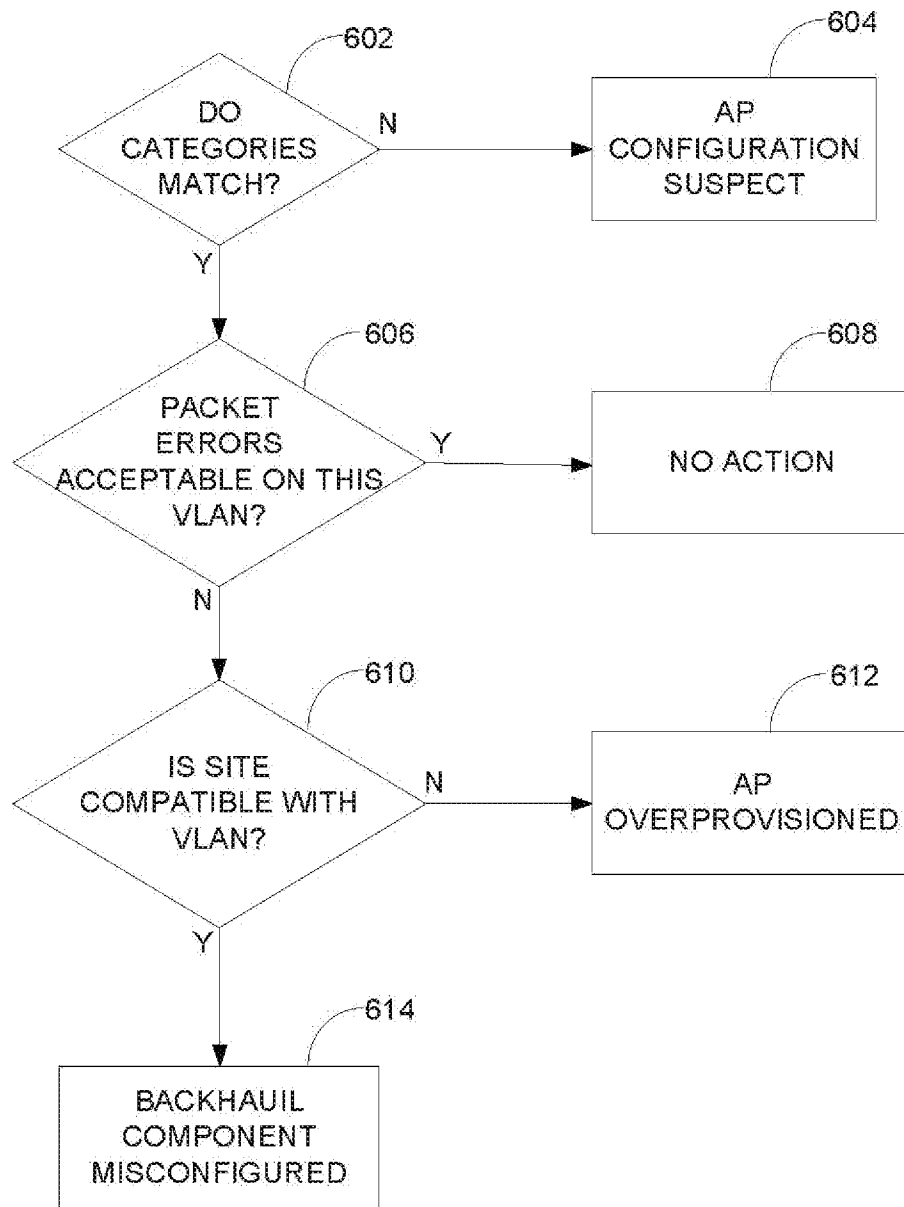 602
604
DO
CATEGORIES
MATCH?
N
AP
CONFIGURATION
SUSPECT
Y
606
608
PACKET
ERRORS
ACCEPTABLE ON THIS
VLAN?
Y
NO ACTION
N
610
612
IS SITE
COMPATIBLE WITH
VLAN?
N
AP
OVERPROVISIONED
Y
614
BACKHAUIL
COMPONENT
MISCONFIGURED